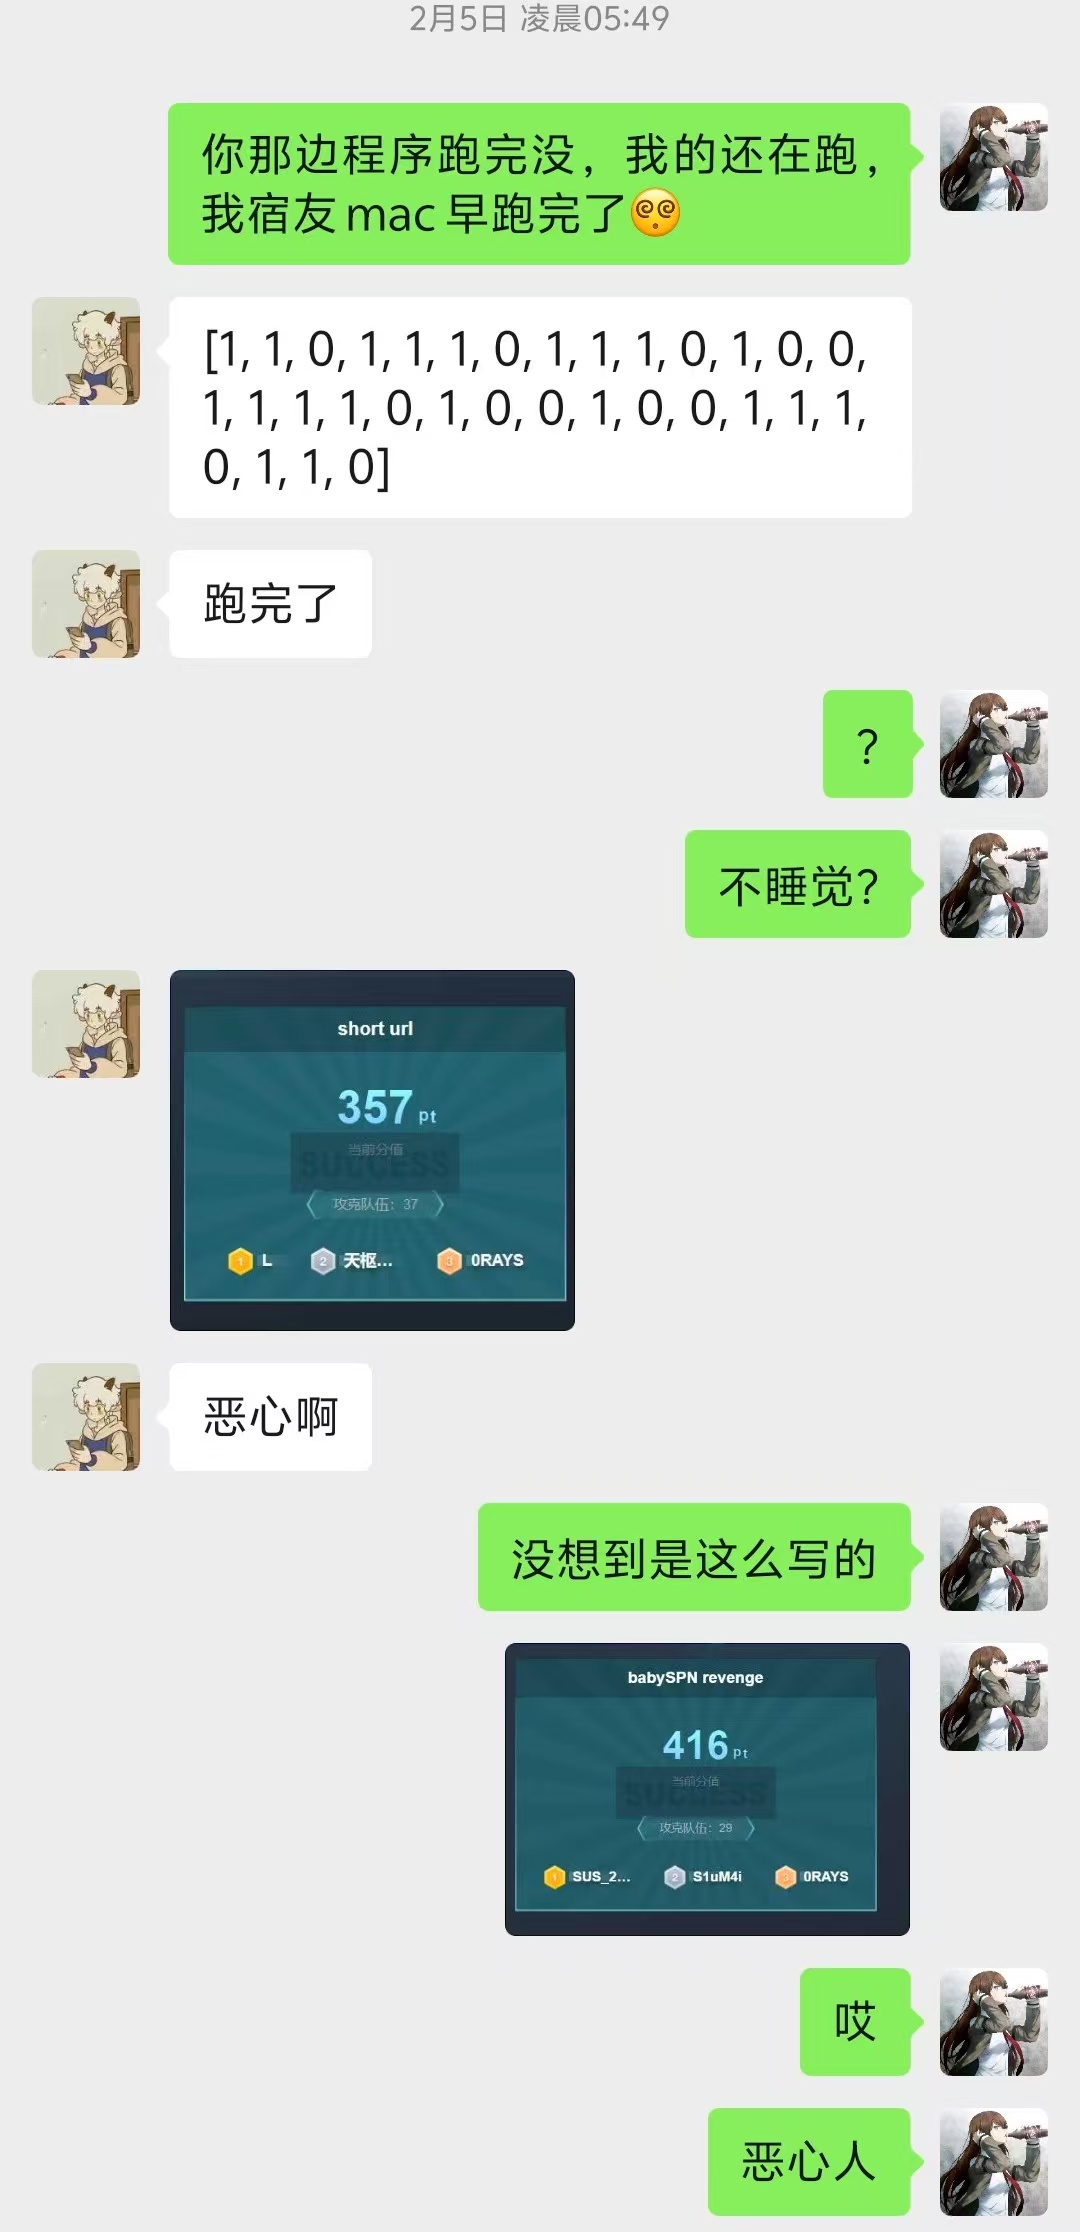 2月5日 凌晨05:49
你那边程序跑完没，我的还在跑，
我宿友mac早跑完了
[1, 1, 0, 1, 1, 1, 0, 1, 1, 1, 0, 1, 0, 0,
1, 1, 1, 1, 0, 1, 0, 0, 1, 0, 0, 1, 1, 1,
0, 1, 1, 0]
跑完了
？
不睡觉？
short url
357 pt
当前分值
SUCCESS
攻克队伍：37
1 L 2 天枢... 3 0RAYS
恶心啊
没想到是这么写的
babySPN revenge
416 pt
当前分值
SUCCESS
攻克队伍：29
1 SUS_2... 2 S1uM4i 3 0RAYS
哎
恶心人